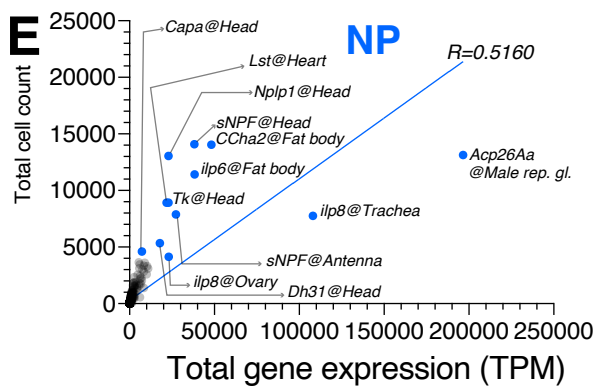 E
NP
Capa@Head
R=0.5160
Lst@Heart
Nplp1@Head
sNPF@Head
CCha2@Fat body
Acp26Aa
@Male rep. gl.
ilp6@Fat body
Tk@Head
ilp8@Trachea
sNPF@Antenna
ilp8@Ovary
Dh31@Head
Total cell count
25000
20000
15000
10000
5000
0
0 50000 100000 150000 200000 250000
Total gene expression (TPM)